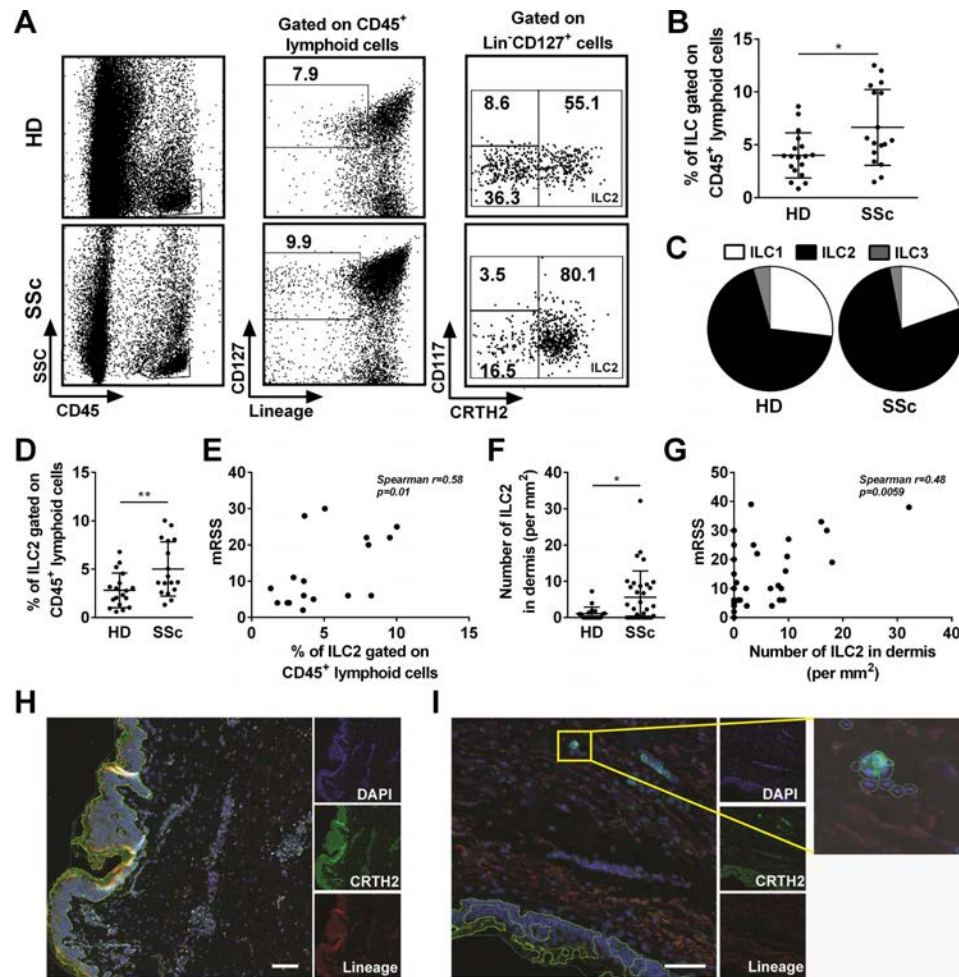 A
Gated on CD45+
lymphoid cells
Gated on
Lin-CD127+ cells
HD
7.9
8.6
55.1
36.3
ILC2
SSc
9.9
3.5
80.1
16.5
ILC2
SSC
CD45
CD127
Lineage
CD117
CRTH2
B
% of ILC gated on
CD45+ lymphoid cells
15
10
5
0
*
HD
SSc
C
ILC1
ILC2
ILC3
HD
SSc
D
% of ILC2 gated on
CD45+ lymphoid cells
15
10
5
0
**
HD
SSc
E
mRSS
40
30
20
10
0
Spearman r=0.58
p=0.01
0
5
10
15
% of ILC2 gated on
CD45+ lymphoid cells
F
Number of ILC2
in dermis (per mm2)
40
30
20
10
0
*
HD
SSc
G
mRSS
50
40
30
20
10
0
Spearman r=0.48
p=0.0059
0
10
20
30
40
Number of ILC2 in dermis
(per mm2)
H
DAPI
CRTH2
Lineage
I
DAPI
CRTH2
Lineage